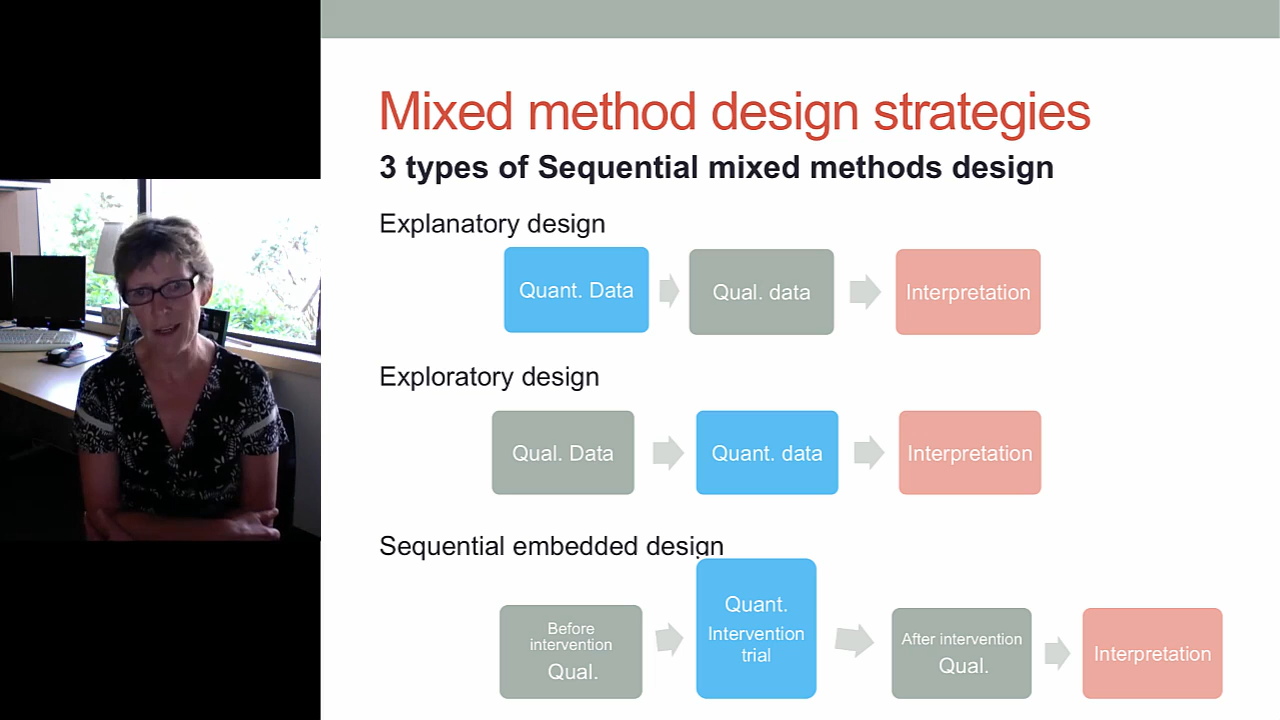 Mixed method design strategies
3 types of Sequential mixed methods design
Explanatory design
Quant. Data
Qual. data
Interpretation
Exploratory design
Qual. Data
Quant. data
Interpretation
Sequential embedded design
Before
intervention
Qual.
Quant.
Intervention
trial
After intervention
Qual.
Interpretation